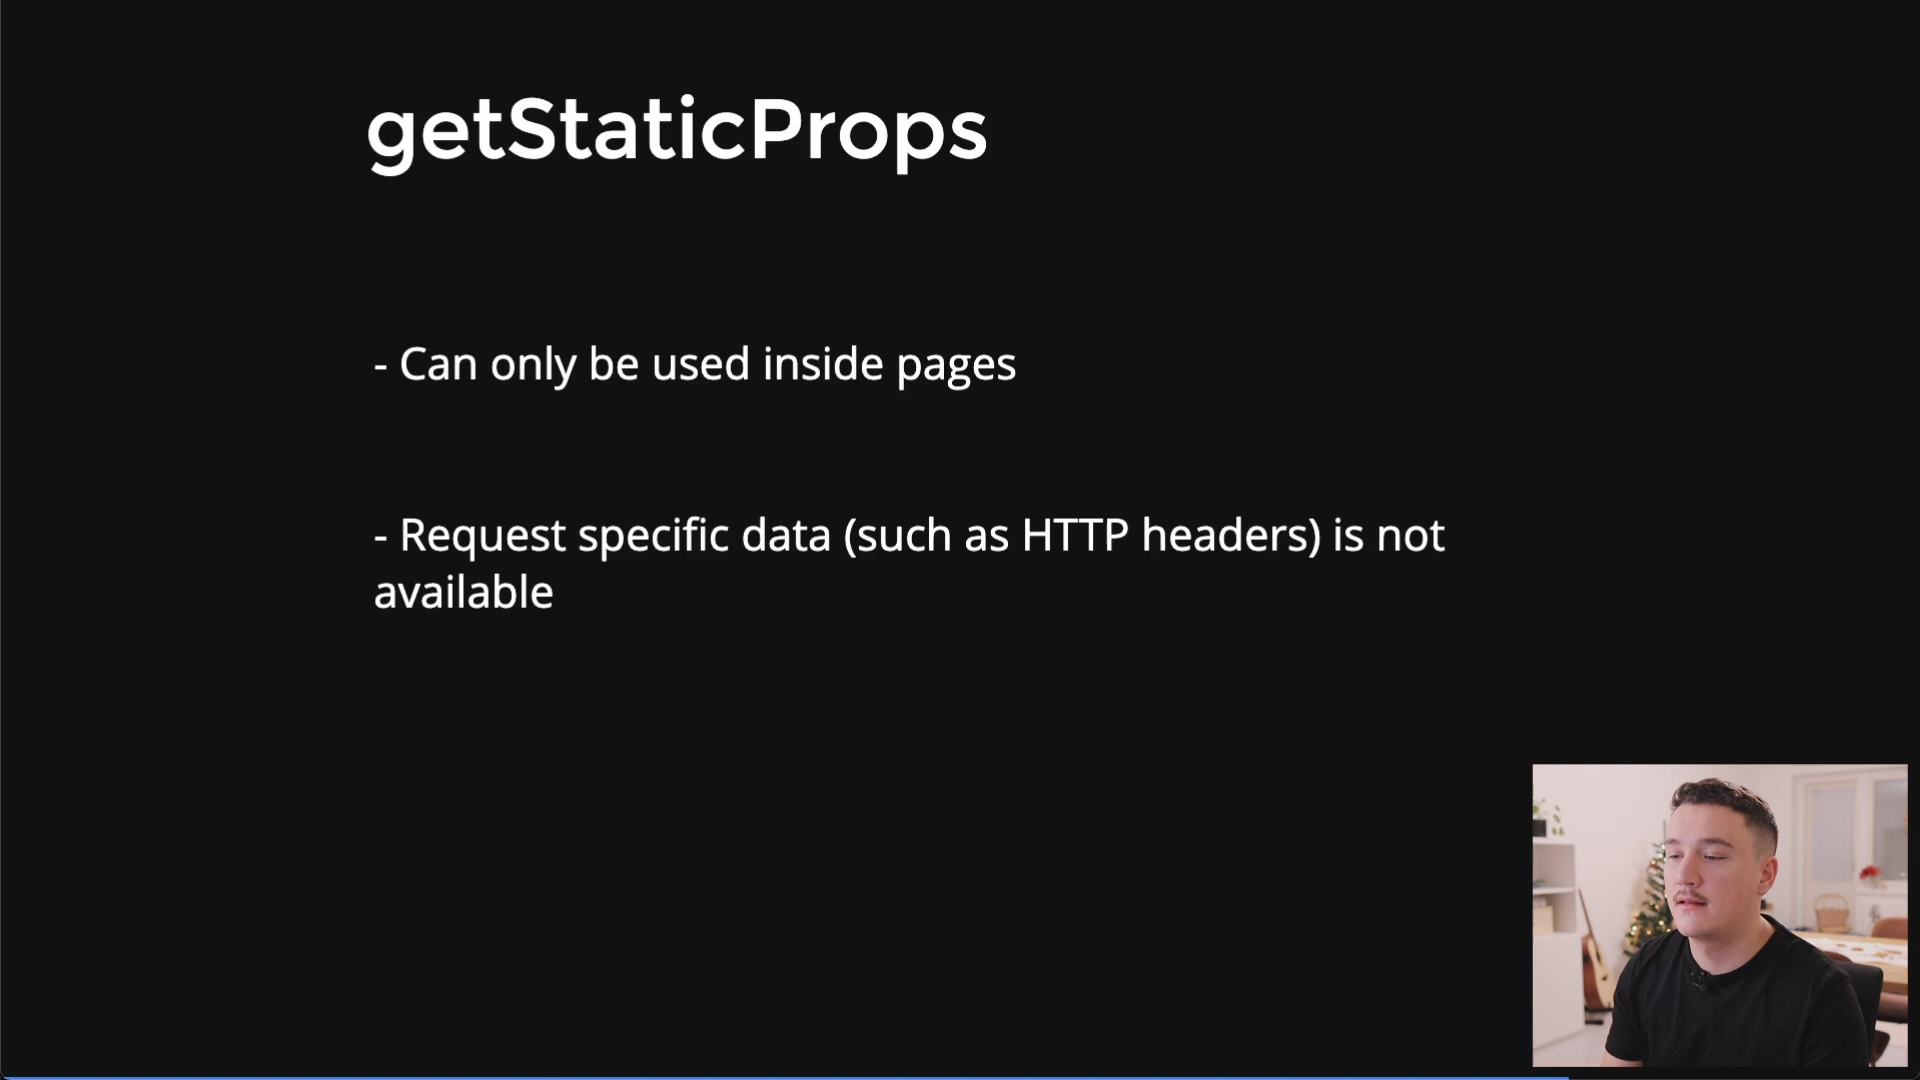 getStaticProps
- Can only be used inside pages
- Request specific data (such as HTTP headers) is not
available